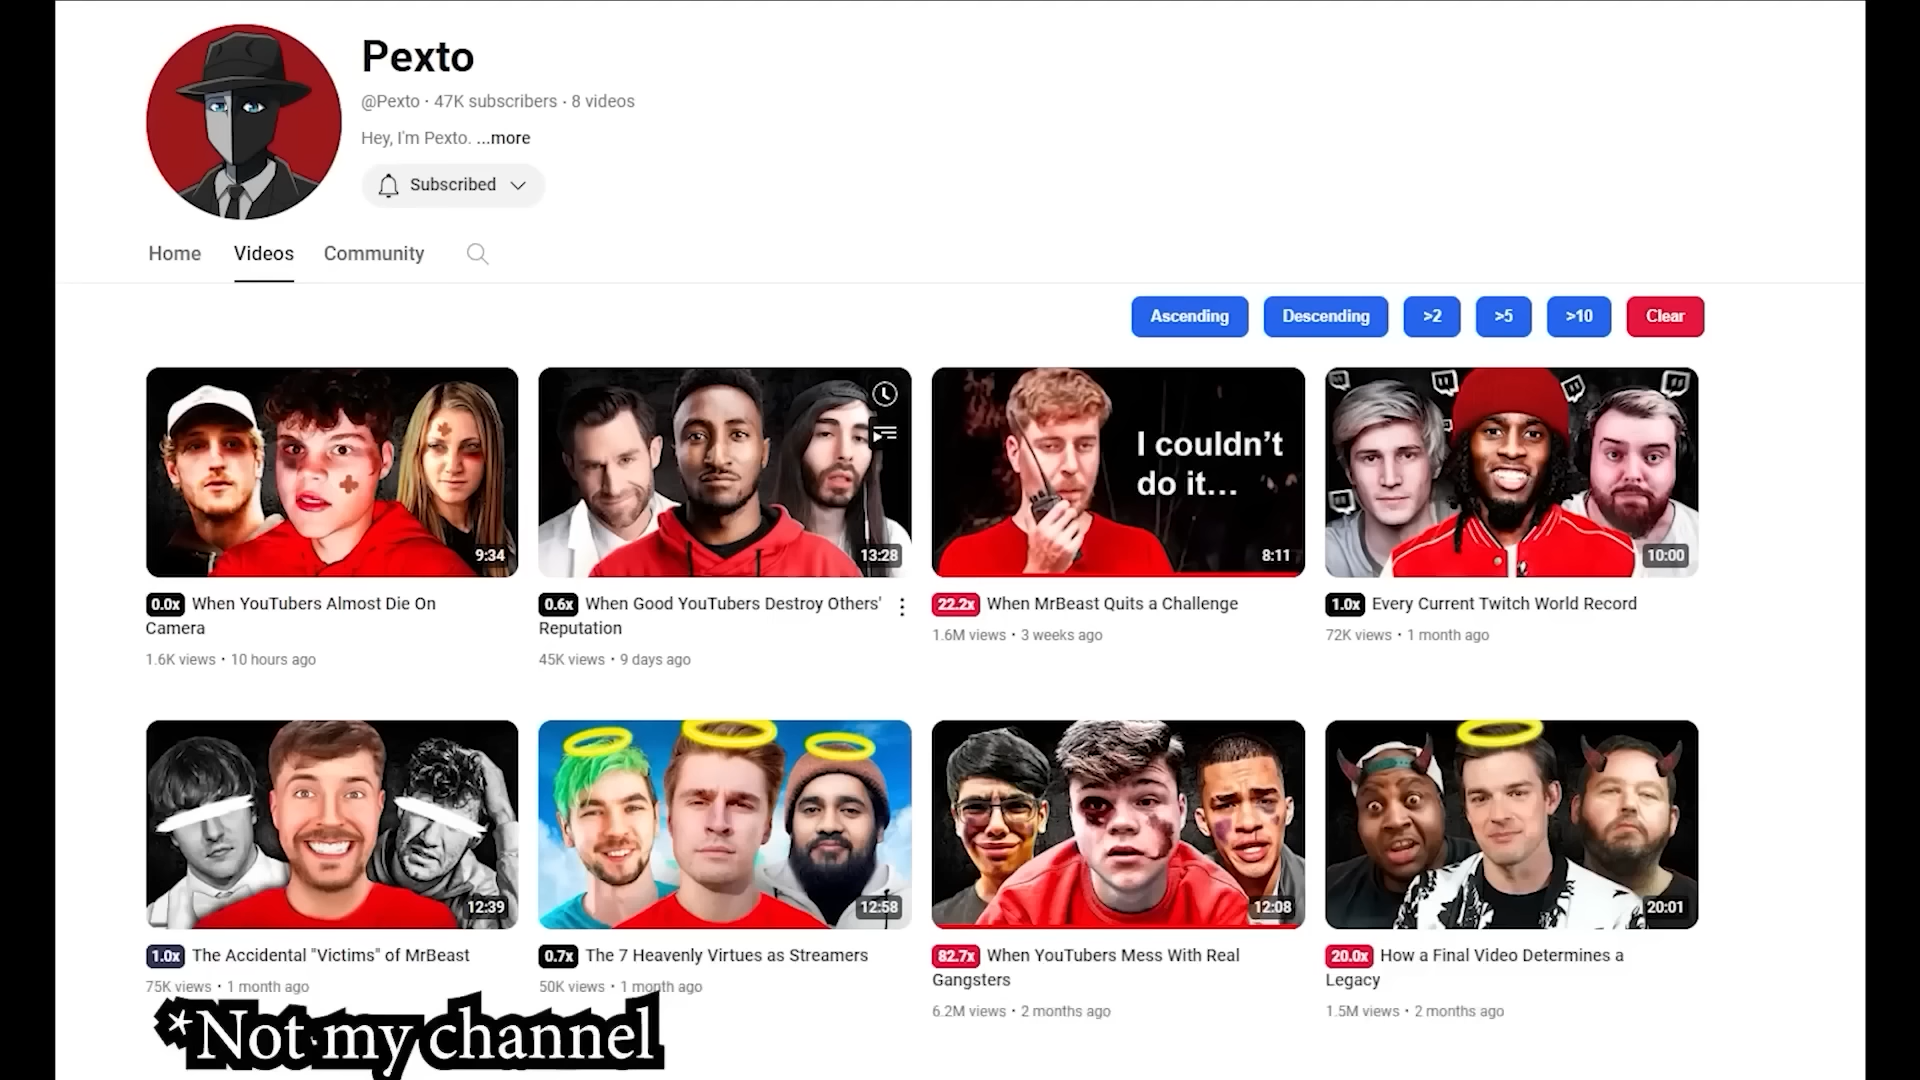 Pexto
@Pexto · 47K subscribers · 8 videos
Hey, I'm Pexto. ...more
Subscribed
Home Videos Community
Ascending Descending >2 >5 >10 Clear
I couldn't
do it...
9:34
13:28
8:11
10:00
0.0x When YouTubers Almost Die On
Camera
1.6K views · 10 hours ago
0.6x When Good YouTubers Destroy Others'
Reputation
45K views · 9 days ago
22.2x When MrBeast Quits a Challenge
1.6M views · 3 weeks ago
1.0x Every Current Twitch World Record
72K views · 1 month ago
12:39
12:58
12:08
20:01
1.0x The Accidental "Victims" of MrBeast
75K views · 1 month ago
0.7x The 7 Heavenly Virtues as Streamers
50K views · 1 month ago
82.7x When YouTubers Mess With Real
Gangsters
6.2M views · 2 months ago
20.0x How a Final Video Determines a
Legacy
1.5M views · 2 months ago
*Not my channel